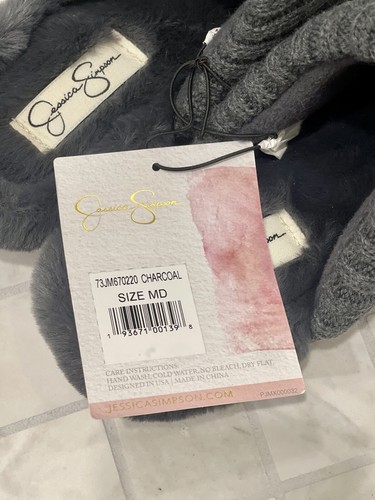 Jessica Simpson
Jessica Simpson
pson
73JM670220 CHARCOAL
SIZE MD
1 93671 00139 8
CARE INSTRUCTIONS:
HAND WASH, COLD WATER, NO BLEACH, DRY FLAT
DESIGNED IN USA | MADE IN CHINA
JESSICASIMPSON.COM